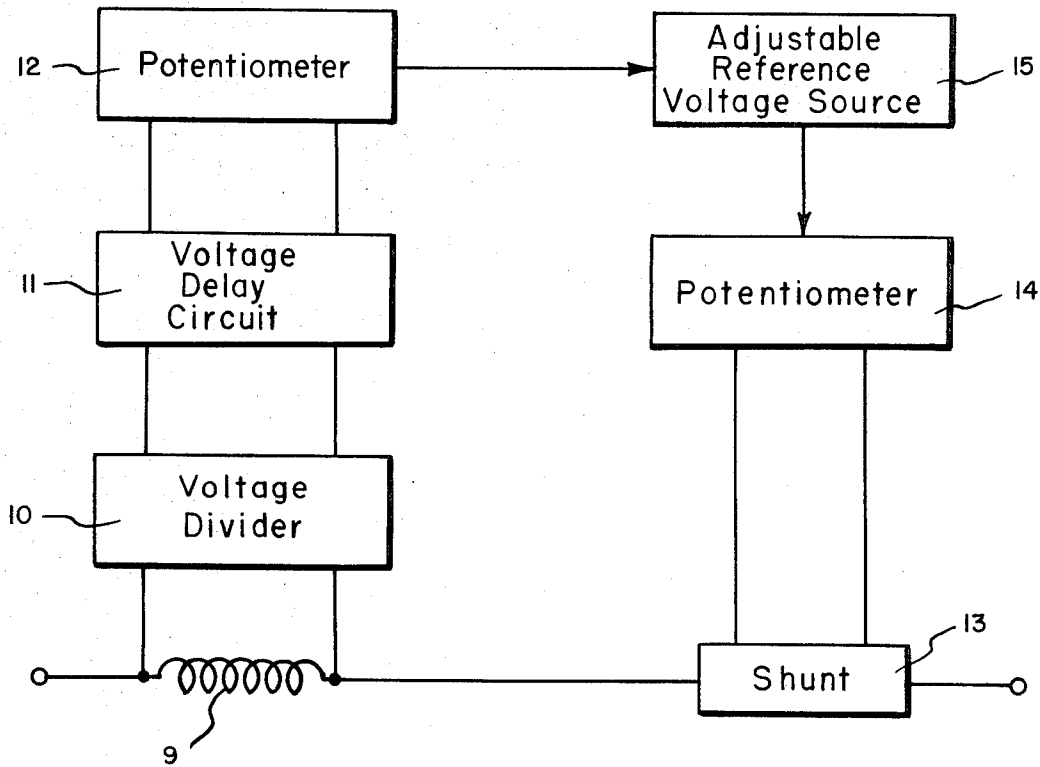 12
Potentiometer
Adjustable
Reference
Voltage Source
15
11
Voltage
Delay
Circuit
Potentiometer
14
10
Voltage
Divider
13
Shunt
9